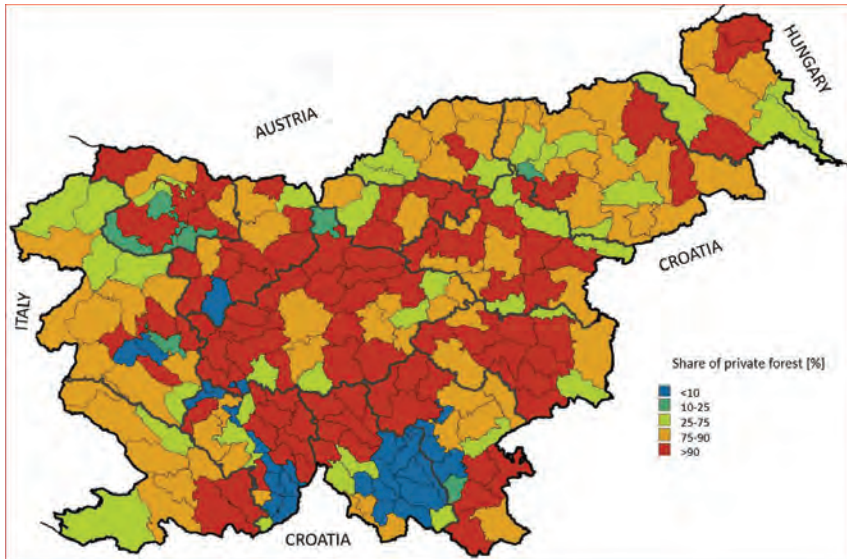 HUNGARY
AUSTRIA
CROATIA
ITALY
Share of private forest [%]
<10
10-25
25-75
75-90
>90
CROATIA